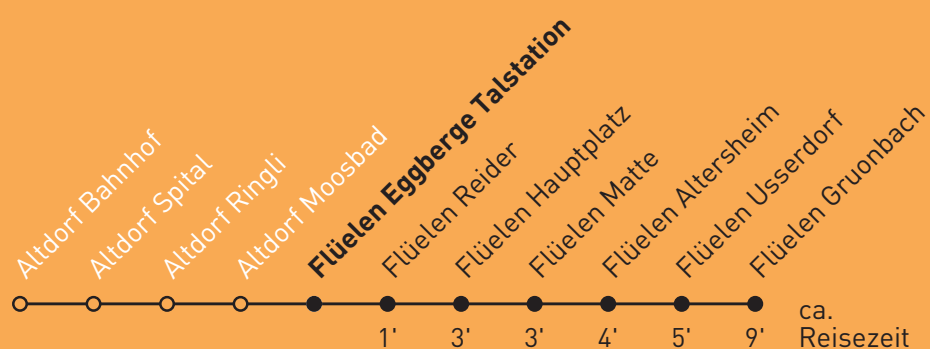 Altdorf Bahnhof
Altdorf Spital
Altdorf Ringli
Altdorf Moosbad
Flüelen Eggberge Talstation
Flüelen Reider
Flüelen Hauptplatz
Flüelen Matte
Flüelen Altersheim
Flüelen Usserdorf
Flüelen Gruonbach
1' 3' 3' 4' 5' 9'
ca.
Reisezeit